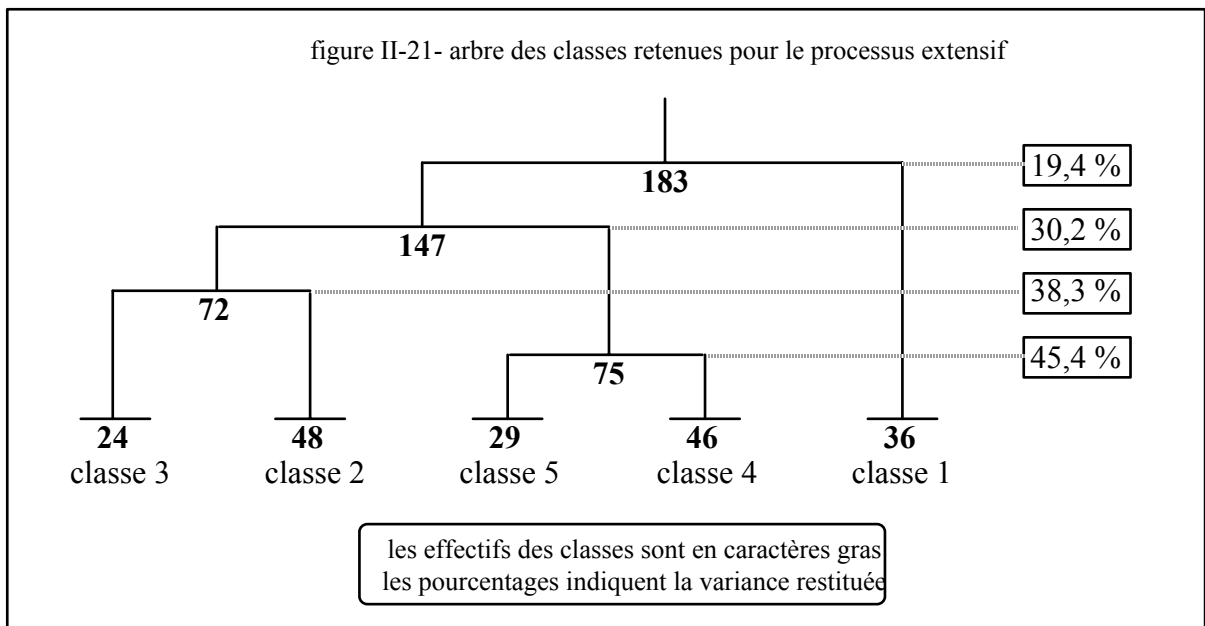 figure II-21- arbre des classes retenues pour le processus extensif
19,4 %
183
30,2 %
147
38,3 %
72
45,4 %
75
24 48 29 46 36
classe 3 classe 2 classe 5 classe 4 classe 1
les effectifs des classes sont en caractères gras
les pourcentages indiquent la variance restituée